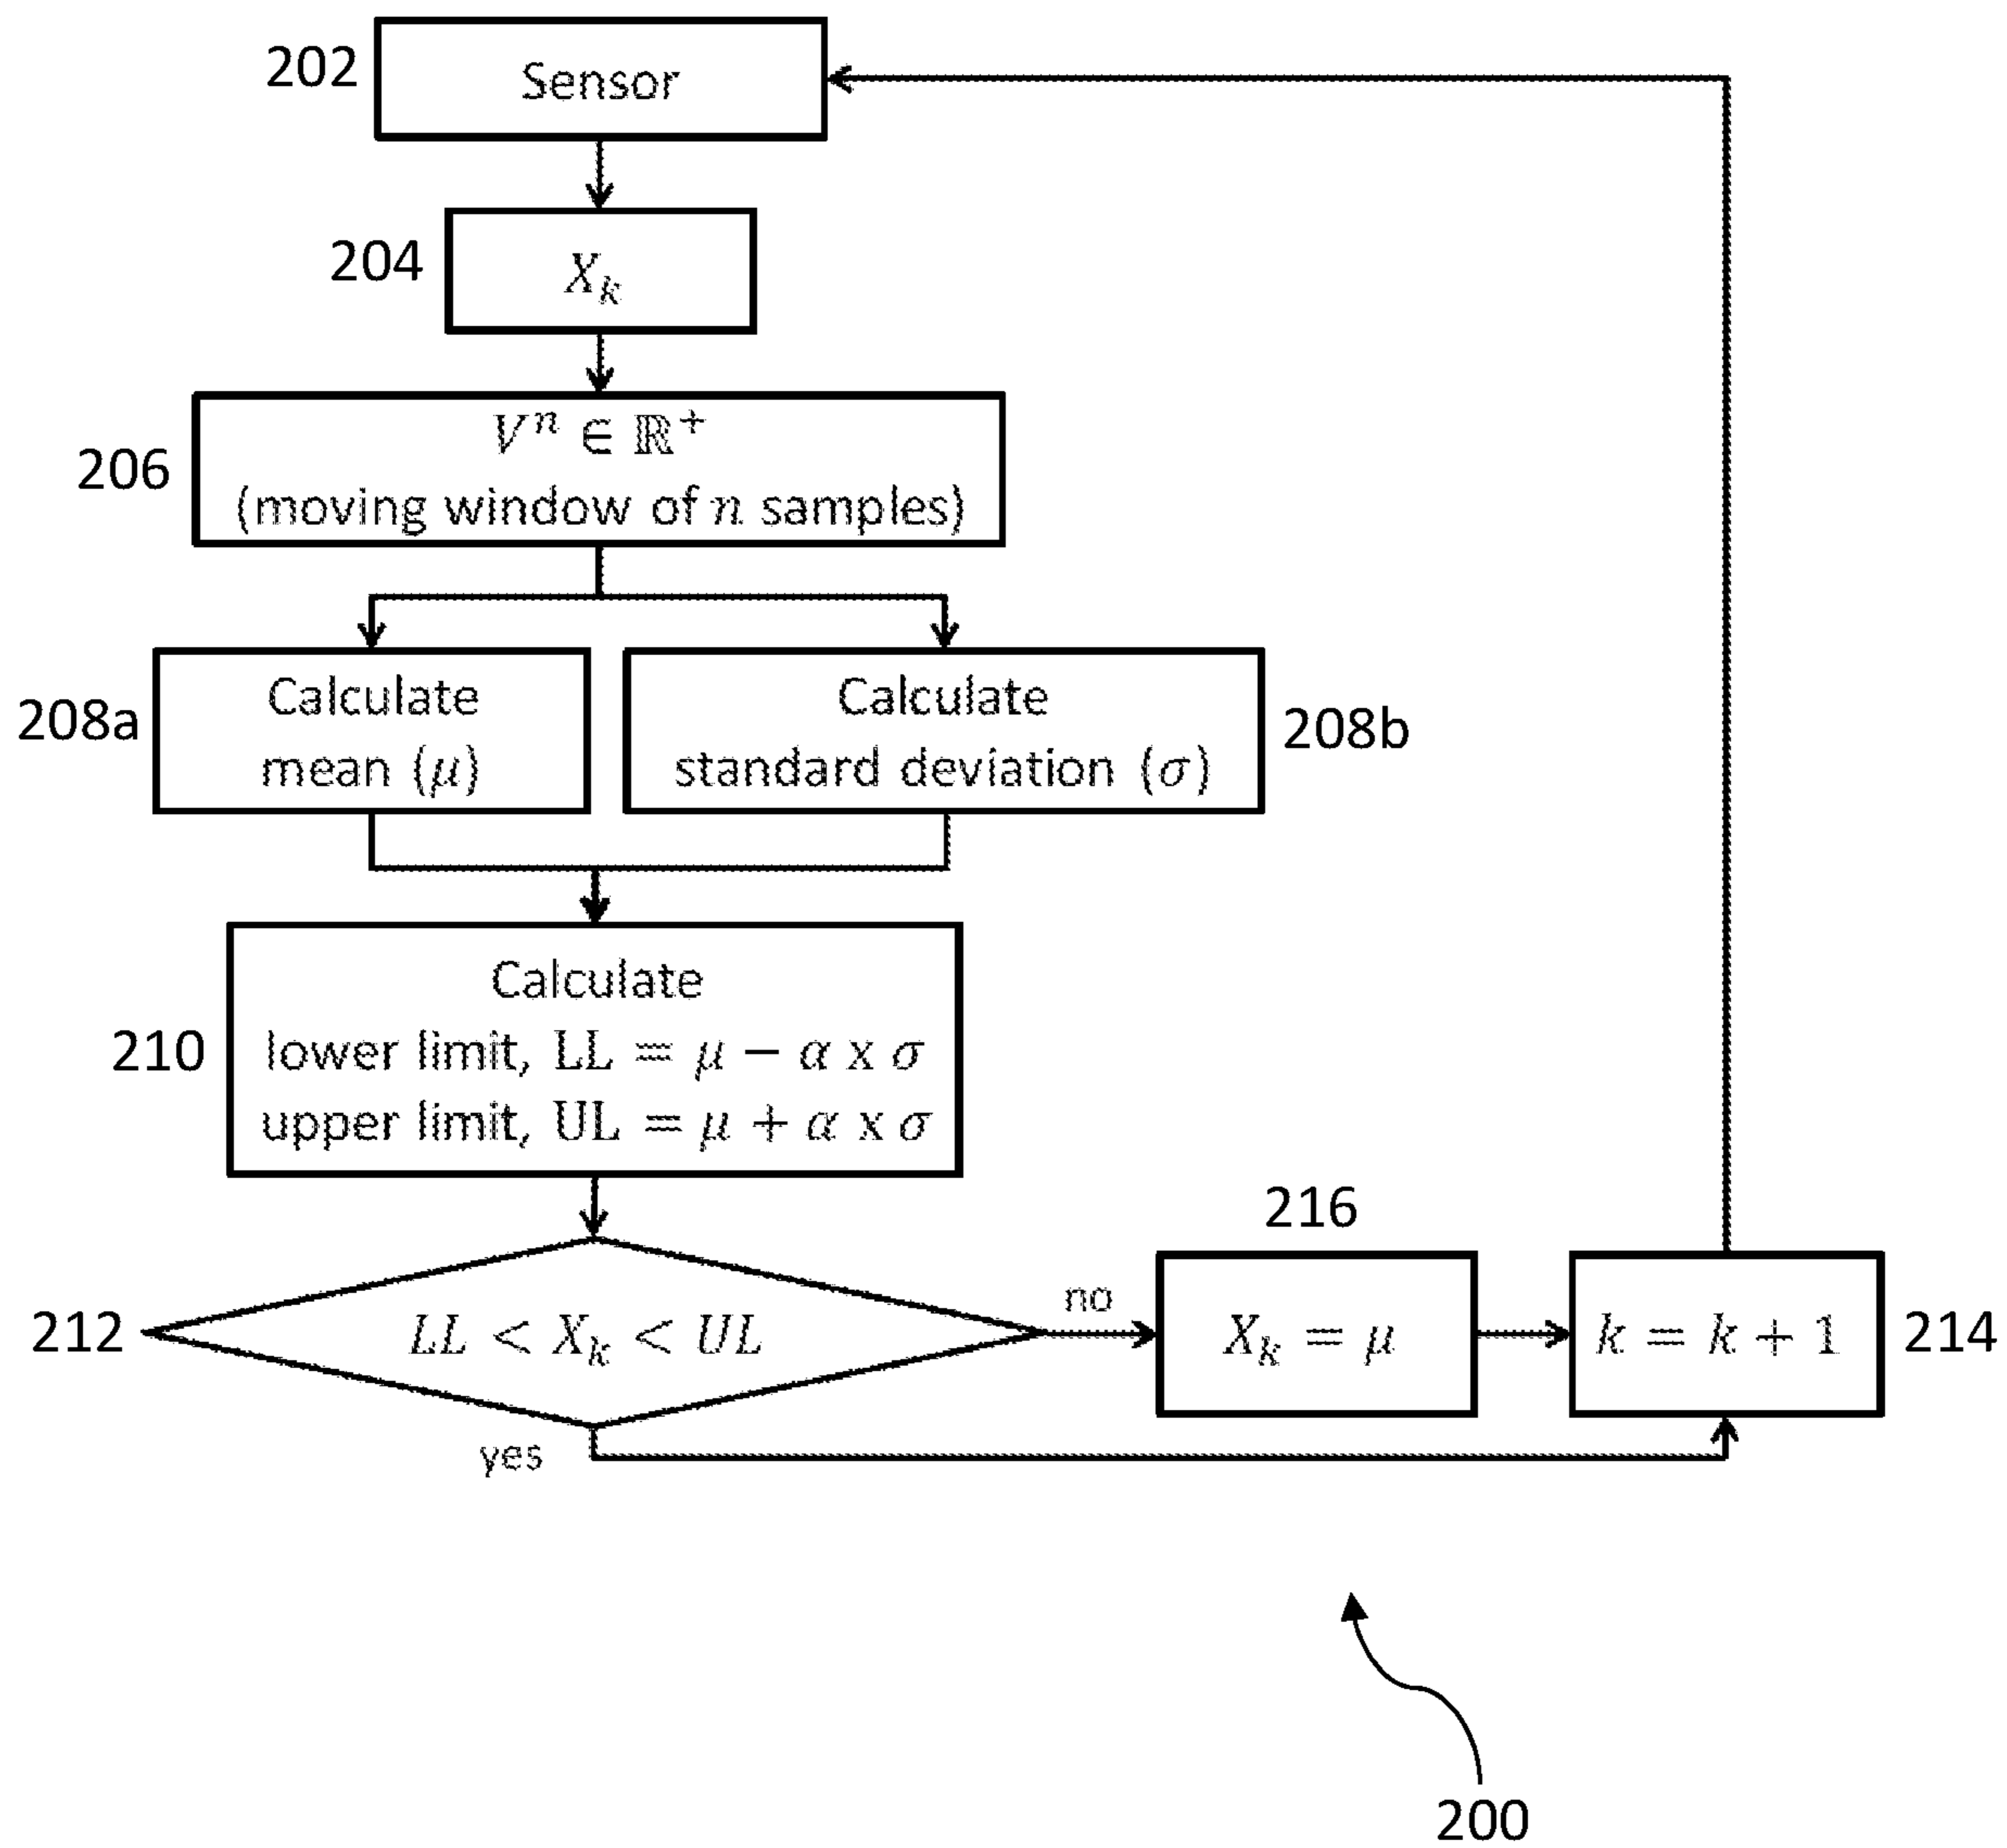 202
Sensor
204
X_k
206
V^n ∈ ℝ^+
(moving window of n samples)
208a
Calculate
mean (μ)
Calculate
standard deviation (σ)
208b
210
Calculate
lower limit, LL = μ − α x σ
upper limit, UL = μ + α x σ
212
LL < X_k < UL
no
yes
216
X_k = μ
k = k + 1
214
200